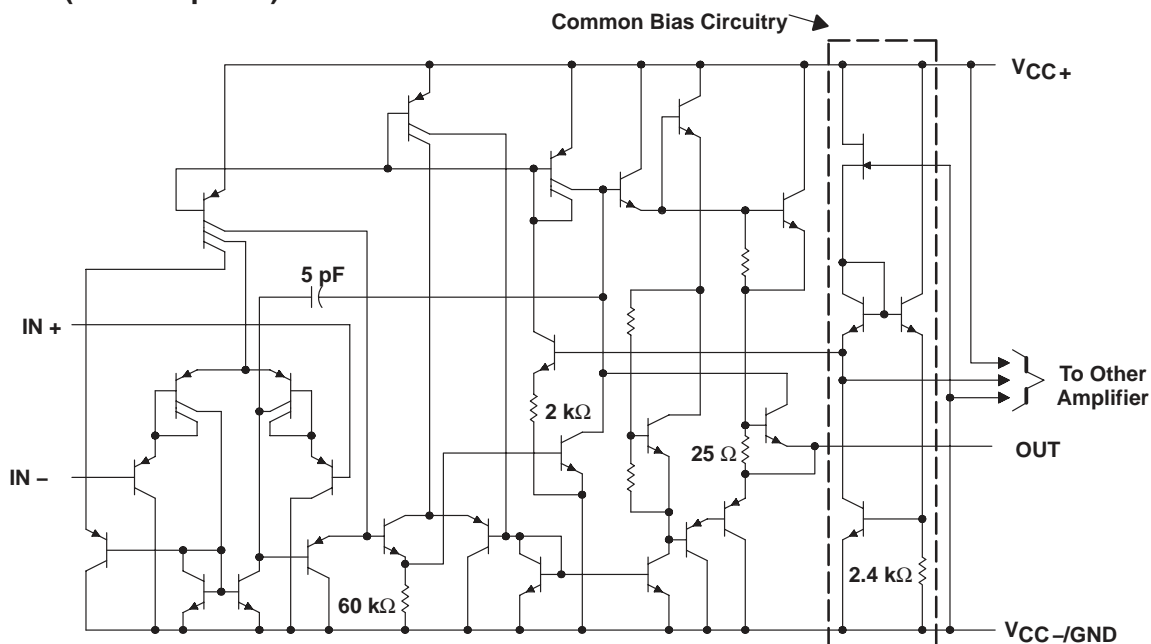 Common Bias Circuitry
VCC+
5 pF
IN +
To Other
Amplifier
2 kΩ
25 Ω
OUT
IN −
2.4 kΩ
60 kΩ
VCC−/GND